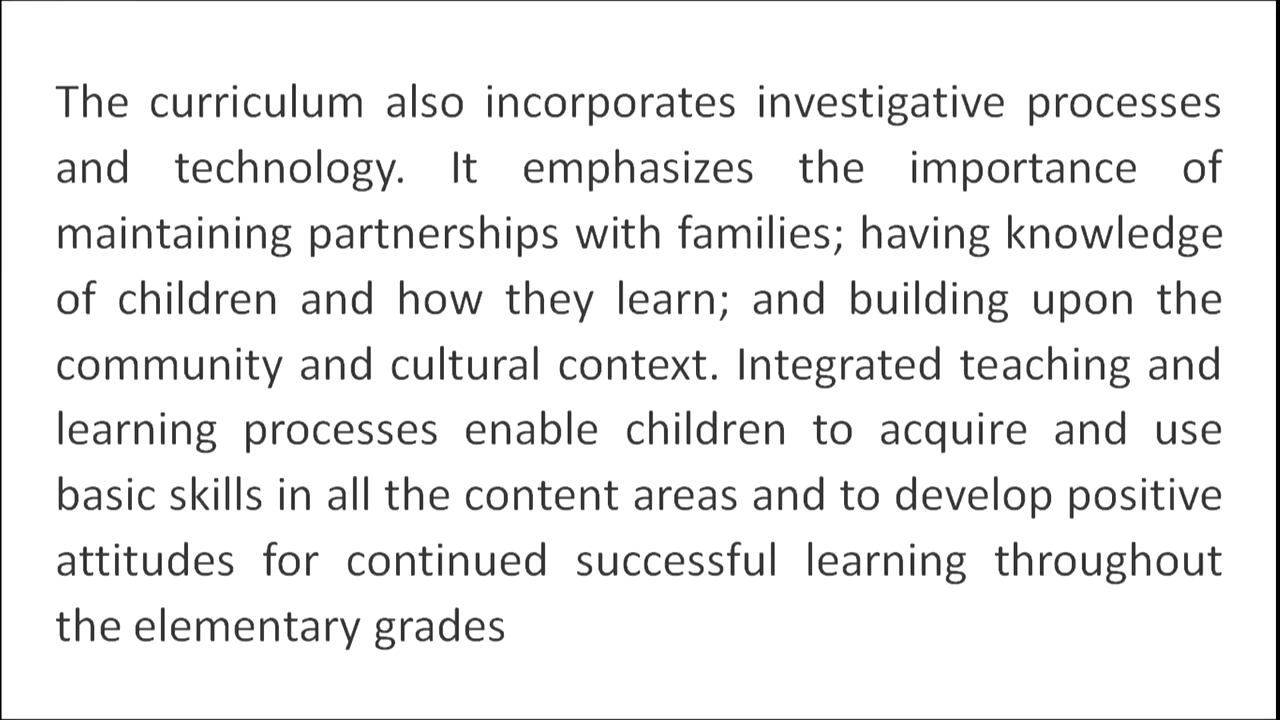 The curriculum also incorporates investigative processes
and technology. It emphasizes the importance of
maintaining partnerships with families; having knowledge
of children and how they learn; and building upon the
community and cultural context. Integrated teaching and
learning processes enable children to acquire and use
basic skills in all the content areas and to develop positive
attitudes for continued successful learning throughout
the elementary grades